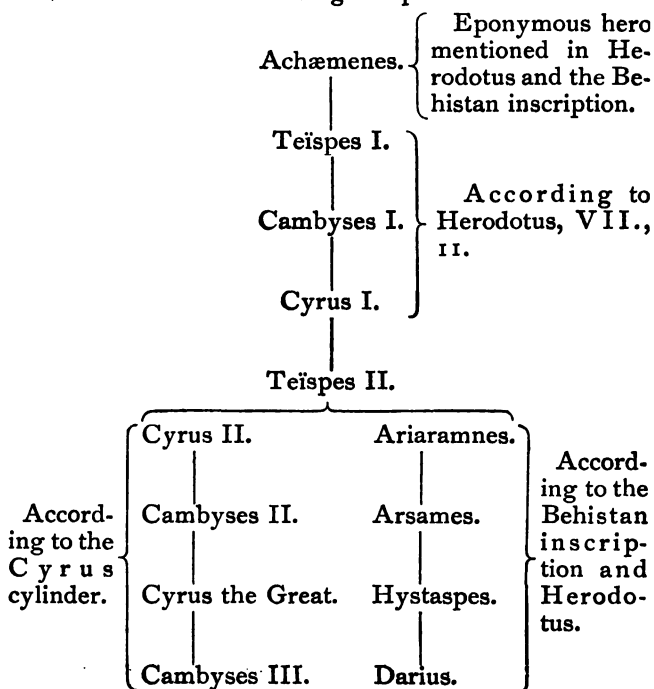 Achæmenes.
Eponymous hero
mentioned in He-
rodotus and the Be-
histan inscription.
Teïspes I.
Cambyses I.
Cyrus I.
According to
Herodotus, VII.,
11.
Teïspes II.
Cyrus II. Ariaramnes.
Cambyses II. Arsames.
Cyrus the Great. Hystaspes.
Cambyses III. Darius.
Accord-
ing to the
Cyrus
cylinder.
Accord-
ing to the
Behistan
inscrip-
tion and
Herodo-
tus.